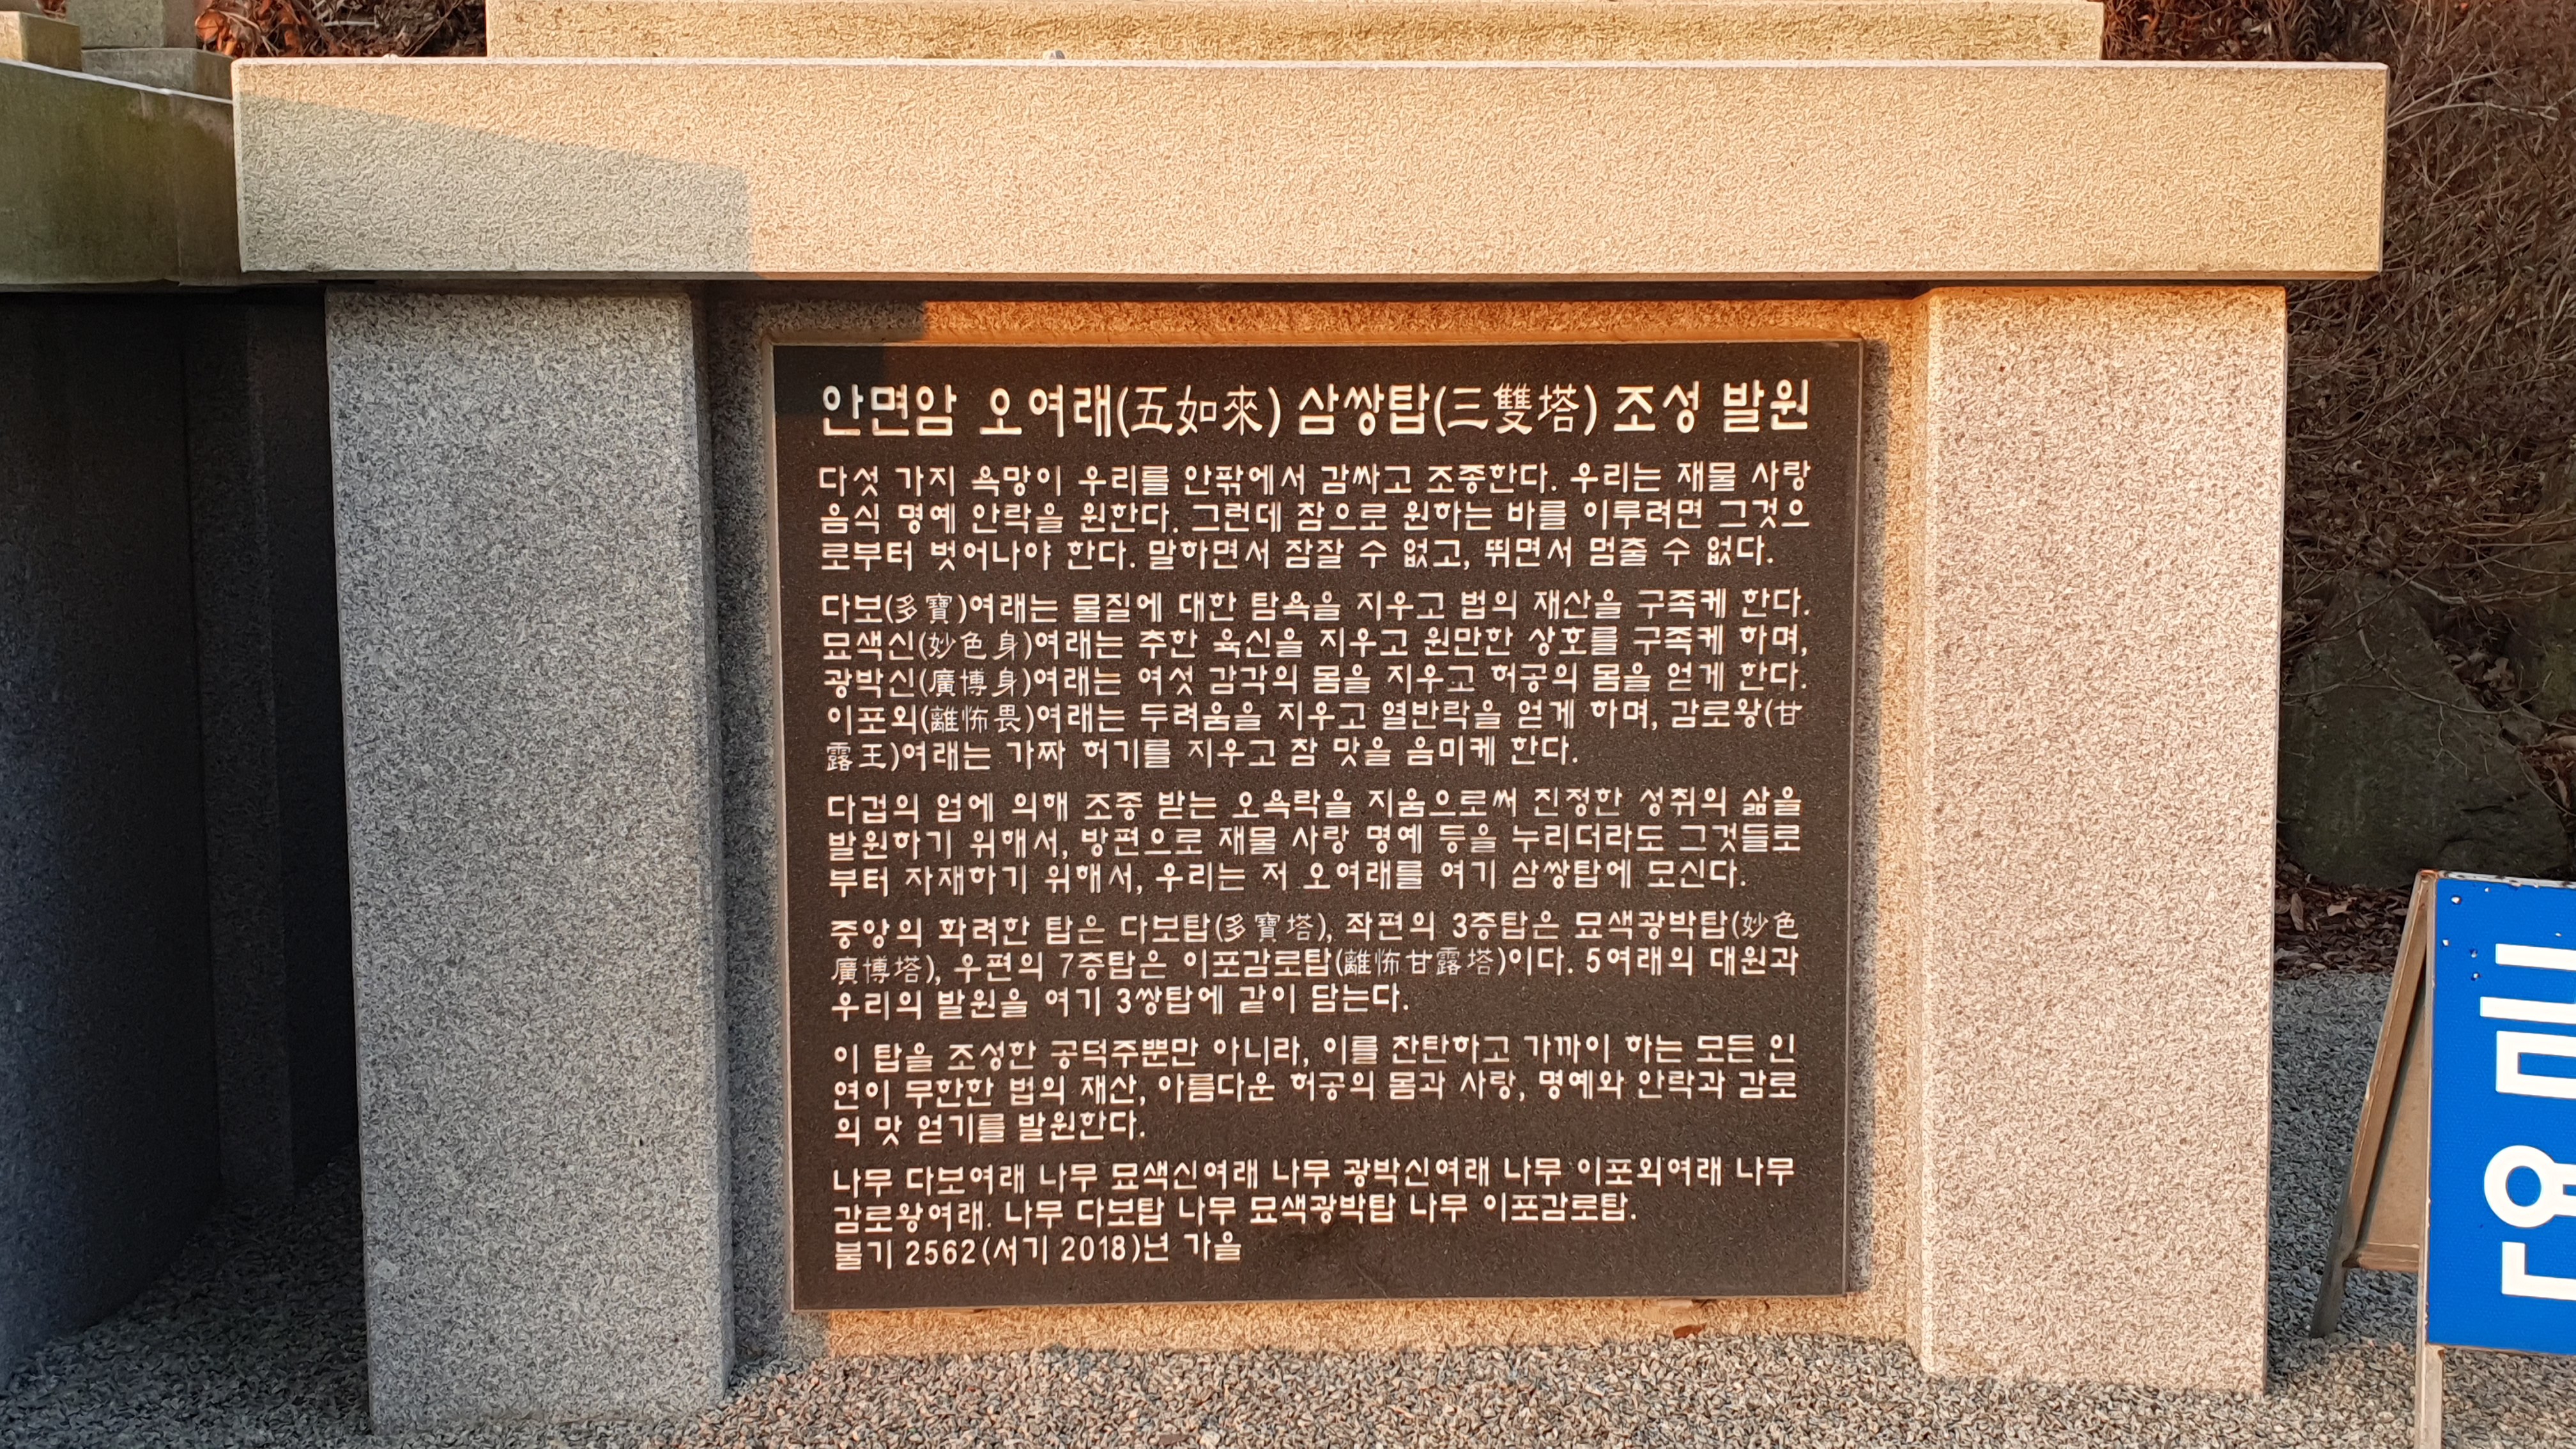 안면암 오여래(五如來) 삼쌍탑(三雙塔) 조성 발원
다섯 가지 욕망이 우리를 안팎에서 감싸고 조종한다. 우리는 재물 사랑
음식 명예 안락을 원한다. 그런데 참으로 원하는 바를 이루려면 그것으
로부터 벗어나야 한다. 말하면서 잠잘 수 없고, 뛰면서 멈출 수 없다.
다보(多寶)여래는 물질에 대한 탐욕을 지우고 법의 재산을 구족케 한다.
묘색신(妙色身)여래는 추한 육신을 지우고 원만한 상호를 구족케 하며,
광박신(廣博身)여래는 여섯 감각의 몸을 지우고 허공의 몸을 얻게 한다.
이포외(離怖畏)여래는 두려움을 지우고 열반락을 얻게 하며, 감로왕(甘
露王)여래는 가짜 허기를 지우고 참 맛을 음미케 한다.
다겁의 업에 의해 조종 받는 오욕락을 지움으로써 진정한 성취의 삶을
발원하기 위해서, 방편으로 재물 사랑 명예 등을 누리더라도 그것들로
부터 자재하기 위해서, 우리는 저 오여래를 여기 삼쌍탑에 모신다.
중앙의 화려한 탑은 다보탑(多寶塔), 좌편의 3층탑은 묘색광박탑(妙色
廣博塔), 우편의 7층탑은 이포감로탑(離怖甘露塔)이다. 5여래의 대원과
우리의 발원을 여기 3쌍탑에 같이 담는다.
이 탑을 조성한 공덕주뿐만 아니라, 이를 찬탄하고 가까이 하는 모든 인
연이 무한한 법의 재산, 아름다운 허공의 몸과 사랑, 명예와 안락과 감로
의 맛 얻기를 발원한다.
나무 다보여래 나무 묘색신여래 나무 광박신여래 나무 이포외여래 나무
감로왕여래. 나무 다보탑 나무 묘색광박탑 나무 이포감로탑.
불기 2562(서기 2018)년 가을